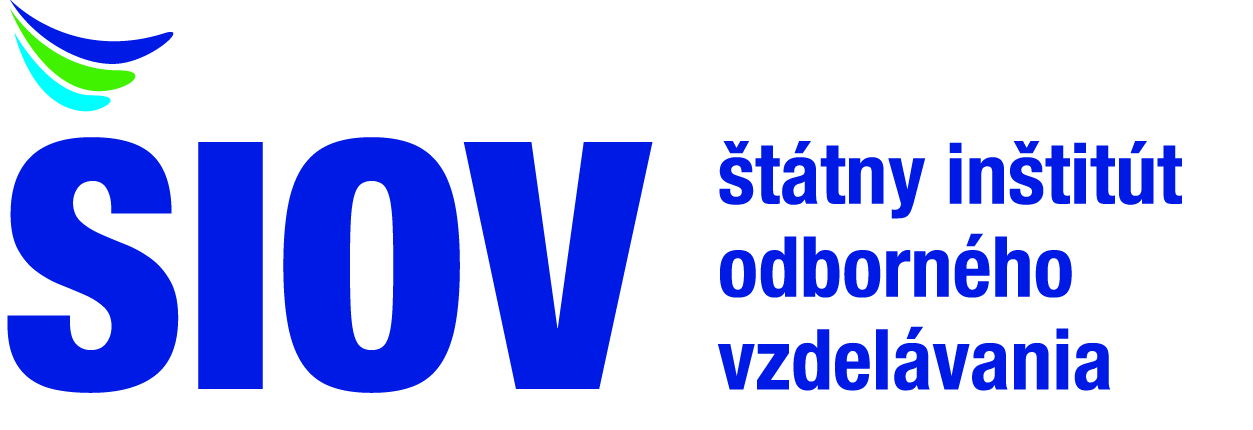 ŠIOV
štátny inštitút
odborného
vzdelávania